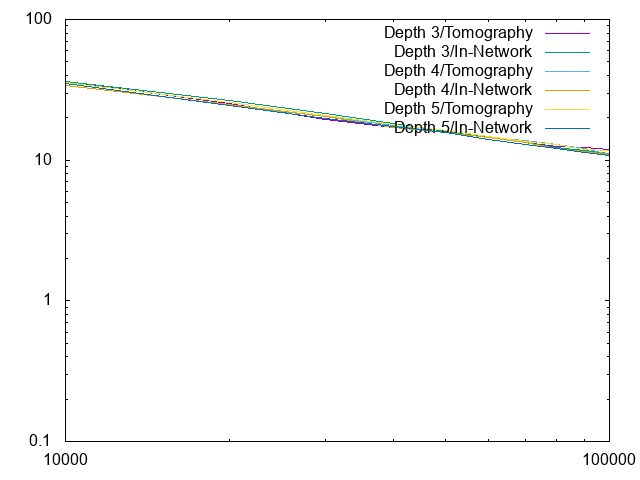 100
10
1
0.1
10000
100000
Depth 3/Tomography
Depth 3/In-Network
Depth 4/Tomography
Depth 4/In-Network
Depth 5/Tomography
Depth 5/In-Network